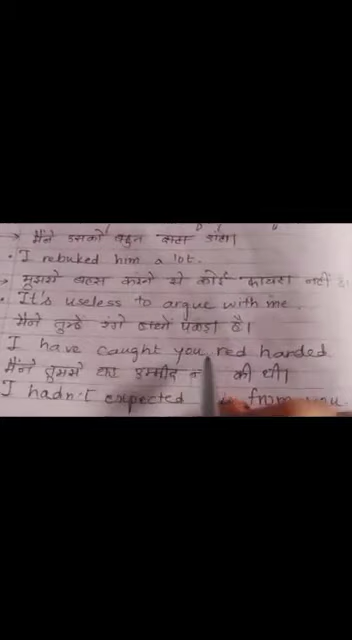 → मैंने उसको बहुत डाटा
• I rebuked him a lot.
→ मुझसे बहस करने से कोई फायदा नहीं है
• It's useless to argue with me.
मैंने तुम्हें रंगे हाथों पकड़ा है।
I have caught you red handed.
मैंने तुमसे यह उम्मीद की थी।
I hadn't expected from you.